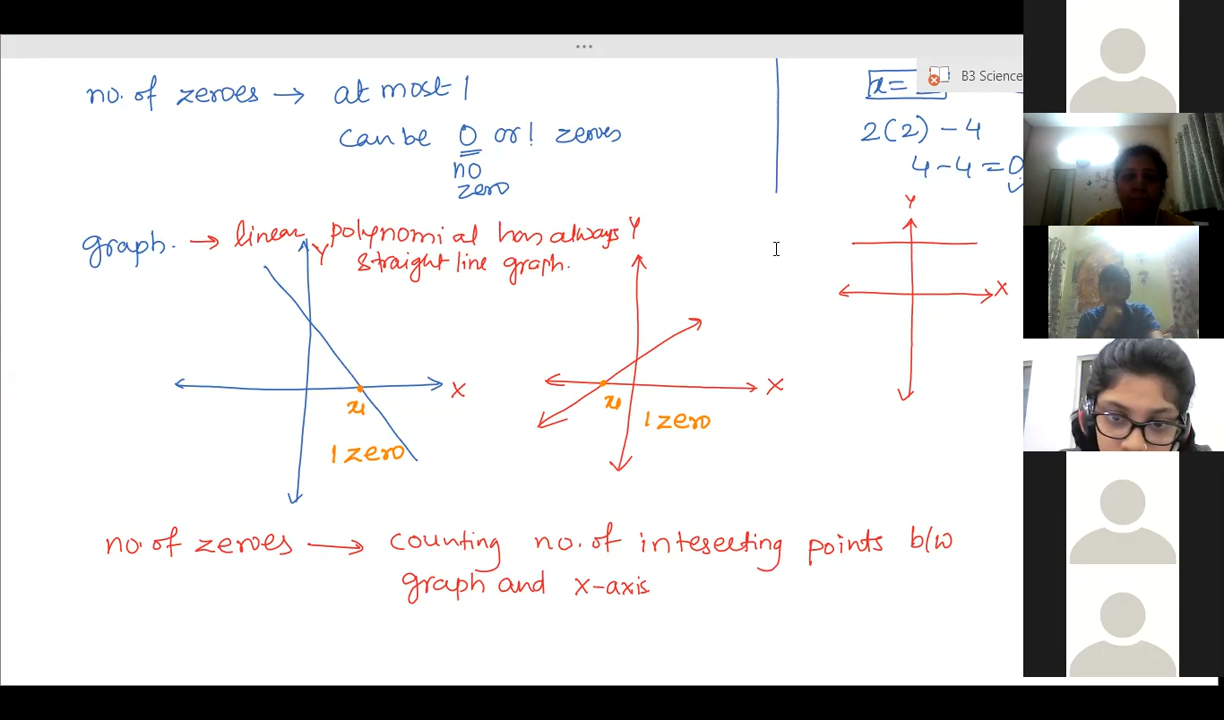 no. of zeroes → at most 1
can be 0 or 1 zeroes
no
zero
B3 Science
2(2) - 4
4 - 4 = 0
graph. → linear polynomial has always
straight line graph.
Y
Y
Y
X
X
X
x
x
1 zero
1 zero
no. of zeroes → counting no. of intesecting points b/w
graph and x-axis